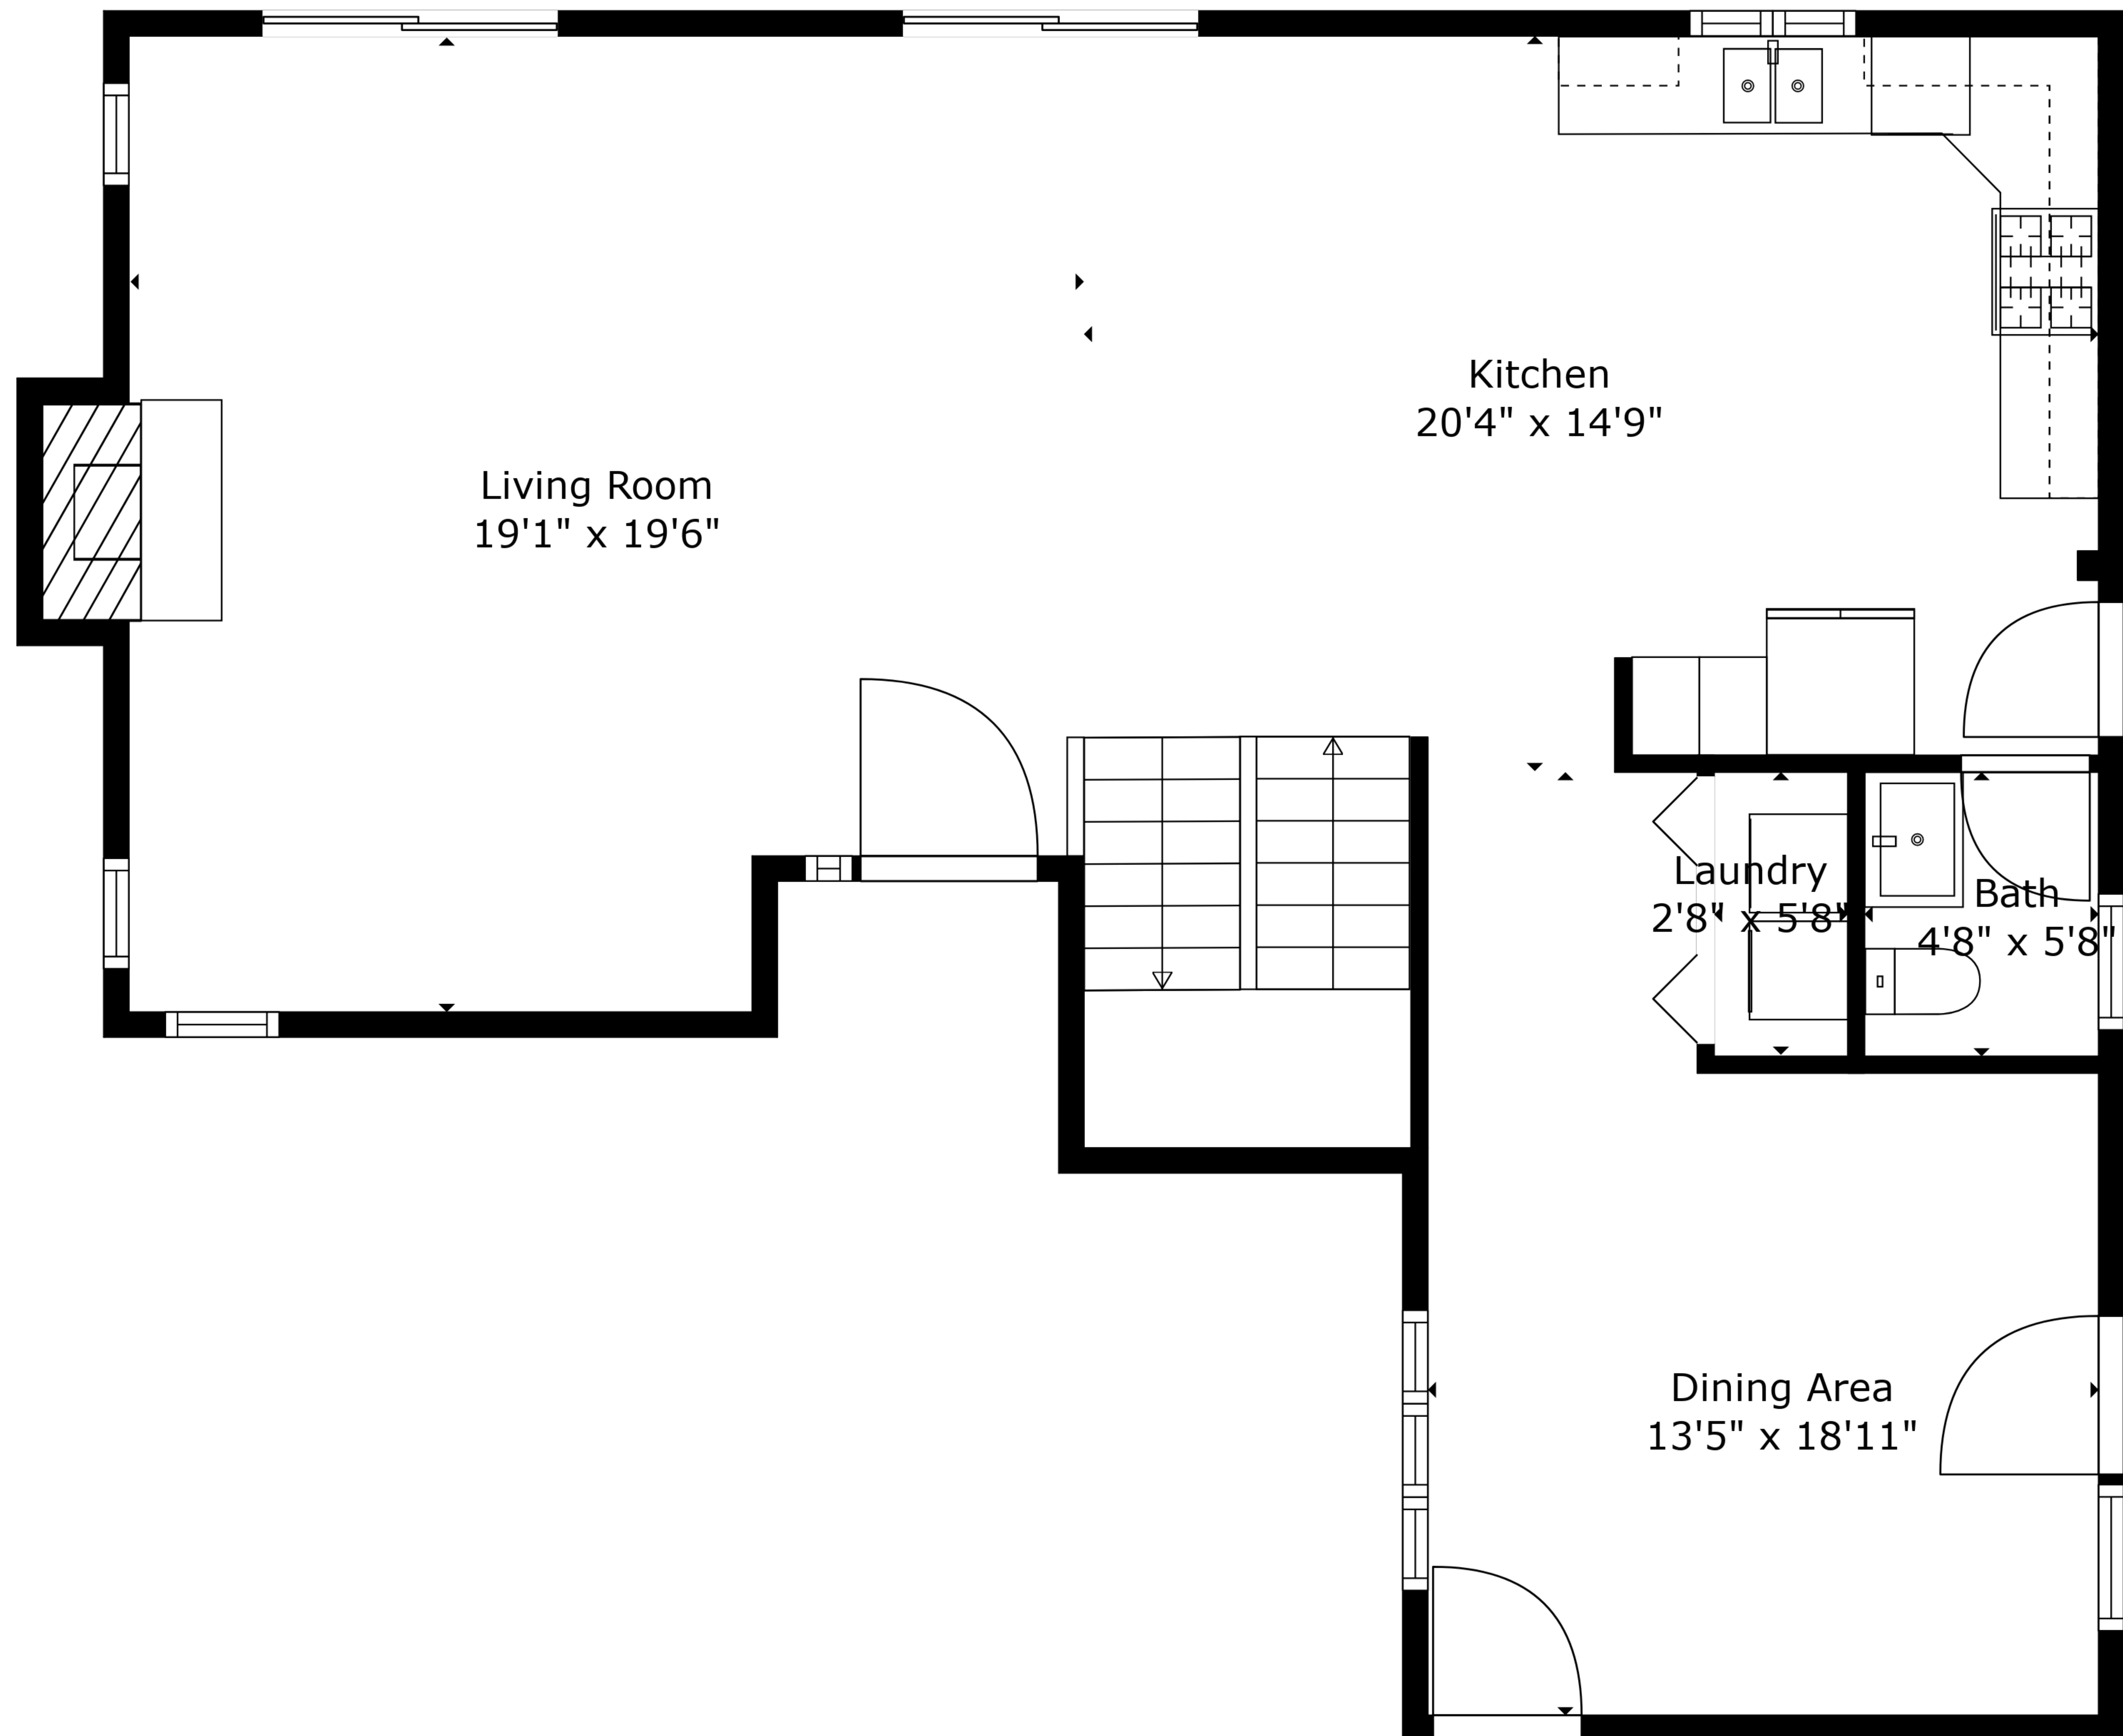 Kitchen
20'4" x 14'9"
Living Room
19'1" x 19'6"
Laundry
2'8" x 5'8"
Bath
4'8" x 5'8"
Dining Area
13'5" x 18'11"